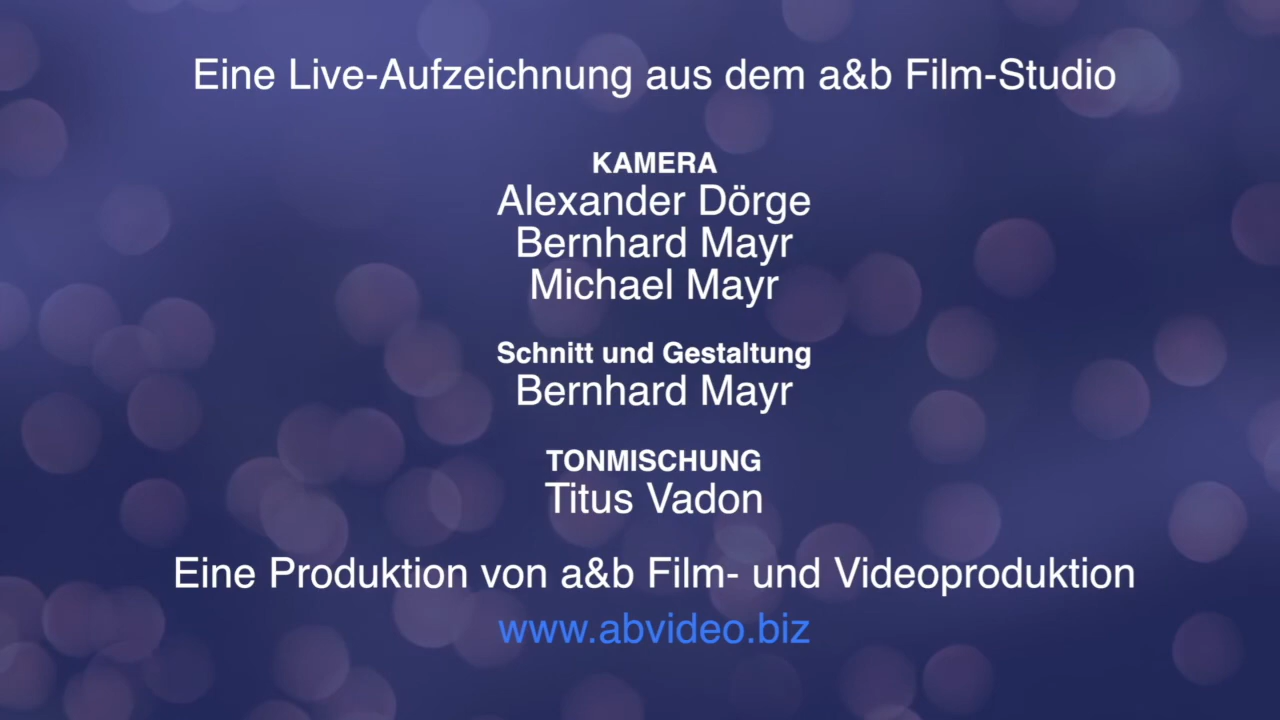 Eine Live-Aufzeichnung aus dem a&b Film-Studio
KAMERA
Alexander Dörge
Bernhard Mayr
Michael Mayr
Schnitt und Gestaltung
Bernhard Mayr
TONMISCHUNG
Titus Vadon
Eine Produktion von a&b Film- und Videoproduktion
www.abvideo.biz